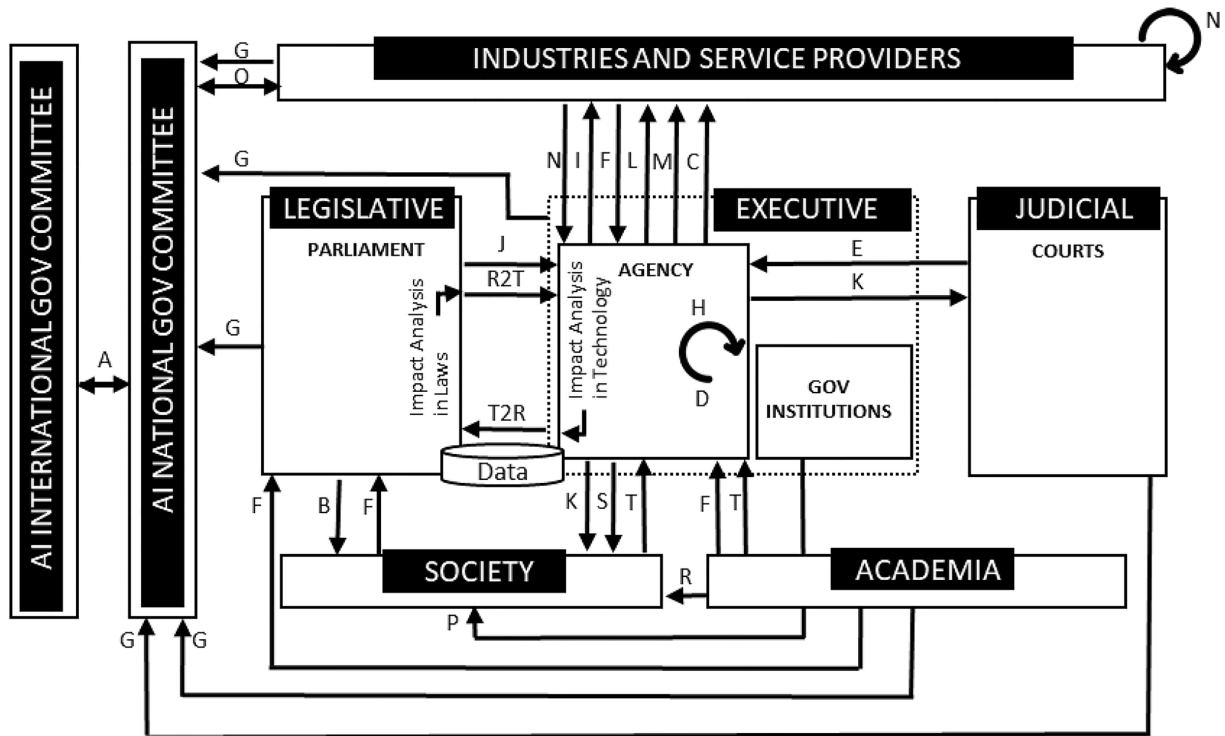 AI INTERNATIONAL GOV COMMITTEE
AI NATIONAL GOV COMMITTEE
INDUSTRIES AND SERVICE PROVIDERS
N
G
O
N
I
F
L
M
C
G
LEGISLATIVE
PARLIAMENT
EXECUTIVE
JUDICIAL
COURTS
J
R2T
AGENCY
E
K
Impact Analysis
in Laws
Impact Analysis
in Technology
H
D
G
A
GOV
INSTITUTIONS
T2R
Data
F
B
F
K
S
T
F
T
SOCIETY
ACADEMIA
R
P
G
G